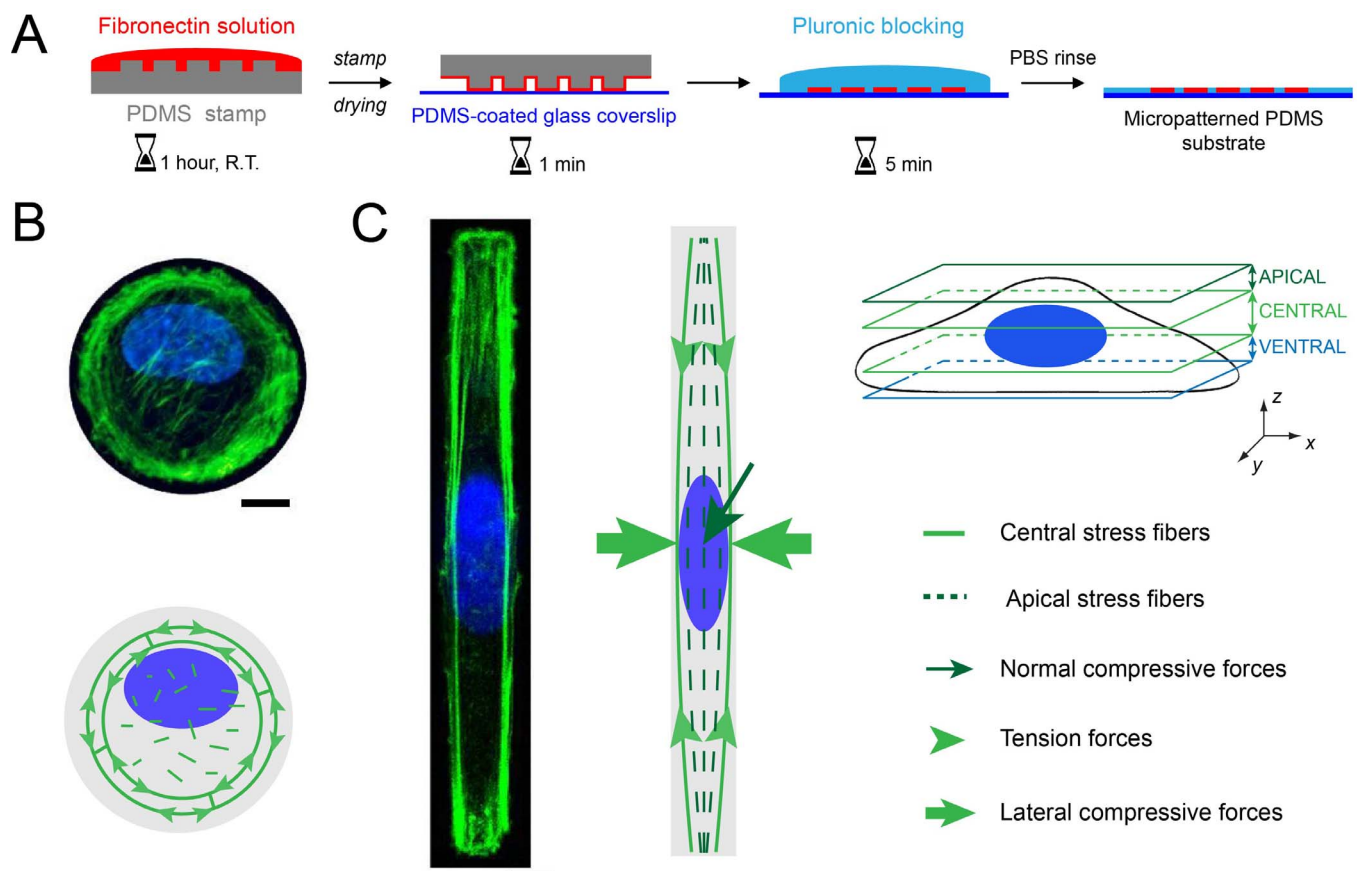 A
Fibronectin solution
PDMS stamp
1 hour, R.T.
stamp
drying
PDMS-coated glass coverslip
1 min
Pluronic blocking
5 min
PBS rinse
Micropatterned PDMS
substrate
B
C
APICAL
CENTRAL
VENTRAL
z
x
y
Central stress fibers
Apical stress fibers
Normal compressive forces
Tension forces
Lateral compressive forces